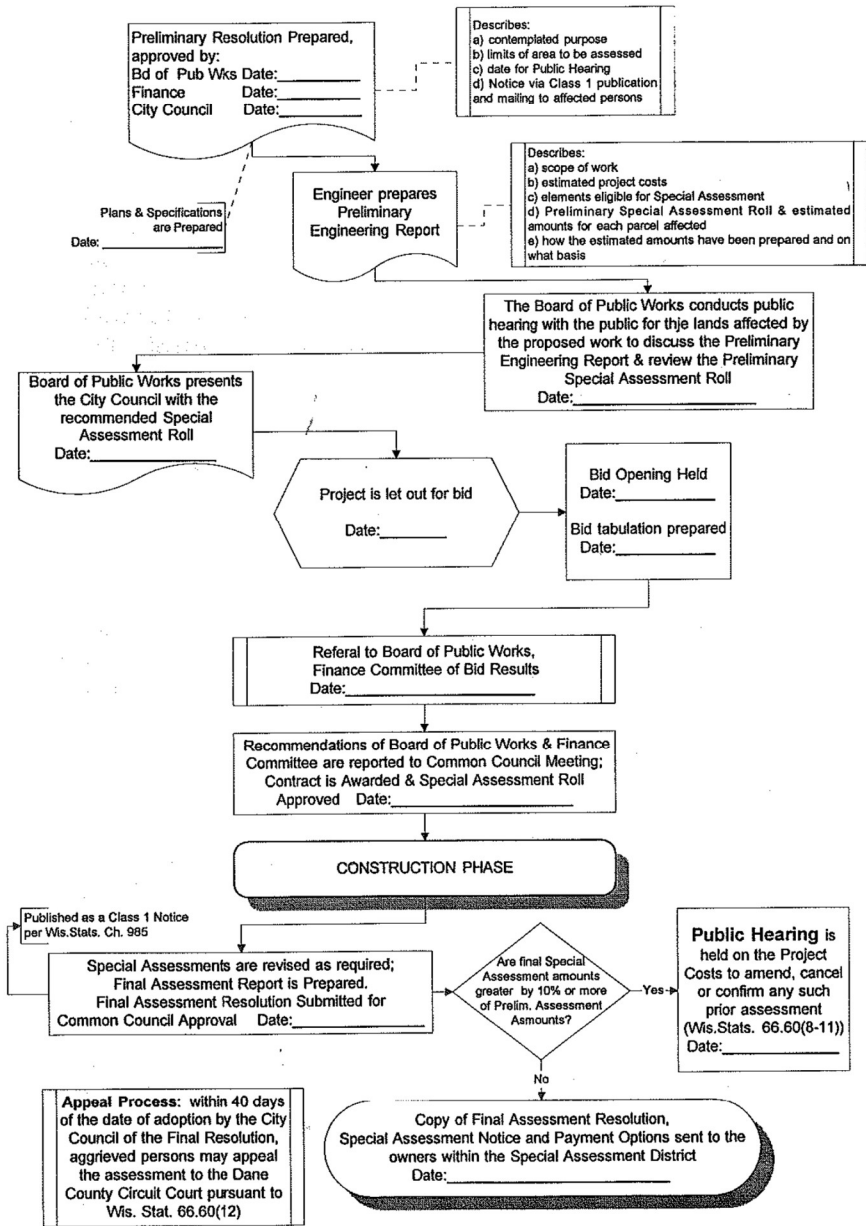 Preliminary Resolution Prepared,
approved by:
Bd of Pub Wks Date:________
Finance Date:________
City Council Date:________
Describes:
a) contemplated purpose
b) limits of area to be assessed
c) date for Public Hearing
d) Notice via Class 1 publication
and mailing to affected persons
Plans & Specifications
are Prepared
Date: ______________
Engineer prepares
Preliminary
Engineering Report
Describes:
a) scope of work
b) estimated project costs
c) elements eligible for Special Assessment
d) Preliminary Special Assessment Roll & estimated
amounts for each parcel affected
e) how the estimated amounts have been prepared and on
what basis
The Board of Public Works conducts public
hearing with the public for thje lands affected by
the proposed work to discuss the Preliminary
Engineering Report & review the Preliminary
Special Assessment Roll
Date:____________________
Board of Public Works presents
the City Council with the
recommended Special
Assessment Roll
Date:____________
Project is let out for bid
Date:_______
Bid Opening Held
Date:________
Bid tabulation prepared
Date:________
Referal to Board of Public Works,
Finance Committee of Bid Results
Date:____________________
Recommendations of Board of Public Works & Finance
Committee are reported to Common Council Meeting;
Contract is Awarded & Special Assessment Roll
Approved Date:____________________
CONSTRUCTION PHASE
Published as a Class 1 Notice
per Wis.Stats. Ch. 985
Special Assessments are revised as required;
Final Assessment Report is Prepared.
Final Assessment Resolution Submitted for
Common Council Approval Date:______________
Are final Special
Assessment amounts
greater by 10% or more
of Prelim. Assessment
Asmounts?
Yes
Public Hearing is
held on the Project
Costs to amend, cancel
or confirm any such
prior assessment
(Wis.Stats. 66.60(8-11))
Date:____________
No
Appeal Process: within 40 days
of the date of adoption by the City
Council of the Final Resolution,
aggrieved persons may appeal
the assessment to the Dane
County Circuit Court pursuant to
Wis. Stat. 66.60(12)
Copy of Final Assessment Resolution,
Special Assessment Notice and Payment Options sent to the
owners within the Special Assessment District
Date:____________________